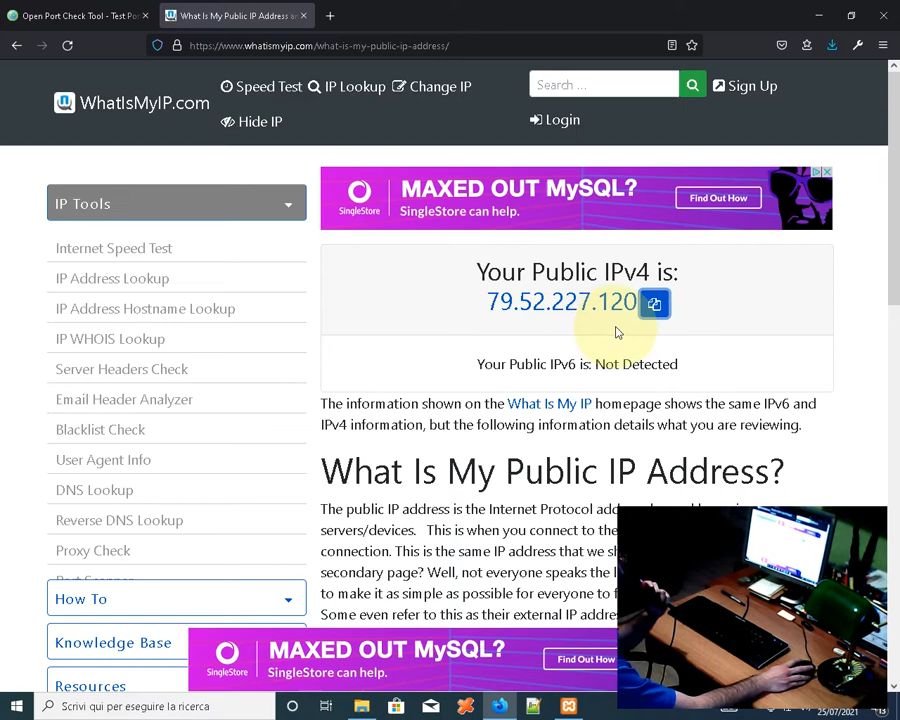 Open Port Check Tool - Test Po
What Is My Public IP Address a
https://www.whatismyip.com/what-is-my-public-ip-address/
WhatIsMyIP.com
Speed Test
IP Lookup
Change IP
Hide IP
Search ...
Sign Up
Login
IP Tools
Internet Speed Test
IP Address Lookup
IP Address Hostname Lookup
IP WHOIS Lookup
Server Headers Check
Email Header Analyzer
Blacklist Check
User Agent Info
DNS Lookup
Reverse DNS Lookup
Proxy Check
How To
Knowledge Base
Resources
SINGLESTORE
MAXED OUT MySQL?
SingleStore can help.
Find Out How
Your Public IPv4 is:
79.52.227.120
Your Public IPv6 is: Not Detected
The information shown on the What Is My IP homepage shows the same IPv6 and
IPv4 information, but the following information details what you are reviewing.
What Is My Public IP Address?
The public IP address is the Internet Protocol
servers/devices. This is when you connect to the
connection. This is the same IP address that we
secondary page? Well, not everyone speaks the
to make it as simple as possible for everyone to
Some even refer to this as their external IP
SINGLESTORE
MAXED OUT MySQL?
SingleStore can help.
Find Out How
Scrivi qui per eseguire la ricerca
25/07/2021